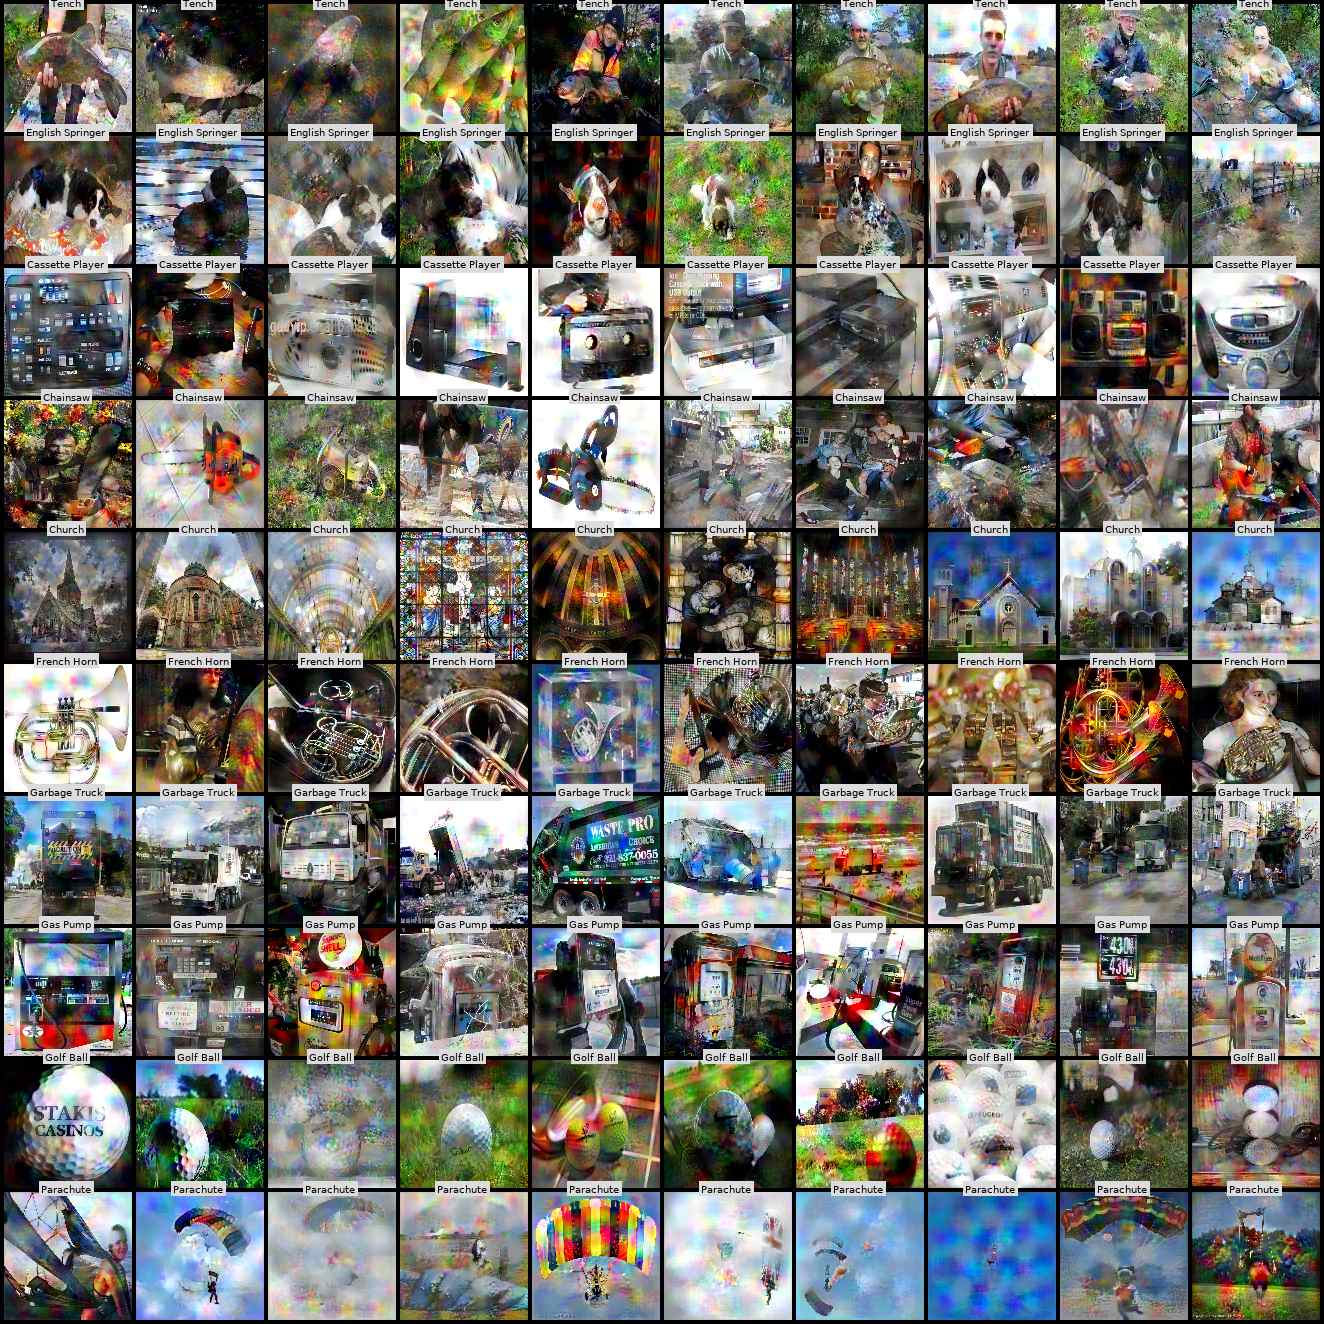 Tench Tench Tench Tench Tench Tench Tench Tench Tench Tench
English Springer English Springer English Springer English Springer English Springer English Springer English Springer English Springer English Springer English Springer
Cassette Player Cassette Player Cassette Player Cassette Player Cassette Player Cassette Player Cassette Player Cassette Player Cassette Player Cassette Player
Chainsaw Chainsaw Chainsaw Chainsaw Chainsaw Chainsaw Chainsaw Chainsaw Chainsaw Chainsaw
Church Church Church Church Church Church Church Church Church Church
French Horn French Horn French Horn French Horn French Horn French Horn French Horn French Horn French Horn French Horn
Garbage Truck Garbage Truck Garbage Truck Garbage Truck Garbage Truck Garbage Truck Garbage Truck Garbage Truck Garbage Truck Garbage Truck
WASTE PRO
CHOICE
837-0055
Gas Pump Gas Pump Gas Pump Gas Pump Gas Pump Gas Pump Gas Pump Gas Pump Gas Pump Gas Pump
SHELL
7
90
430
430
Golf Ball Golf Ball Golf Ball Golf Ball Golf Ball Golf Ball Golf Ball Golf Ball Golf Ball Golf Ball
STAKIS
CASINOS
Parachute Parachute Parachute Parachute Parachute Parachute Parachute Parachute Parachute Parachute